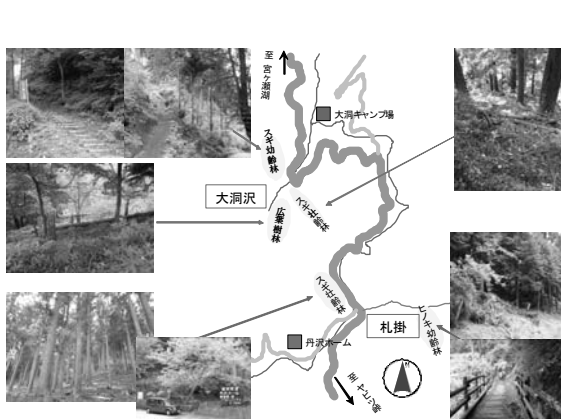 至 宮ヶ瀬湖
大洞キャンプ場
スギ幼齢林
大洞沢
広葉樹林
スギ壮齢林
スギ壮齢林
札掛
ヒノキ幼齢林
丹沢ホーム
至 ヤビツ峠